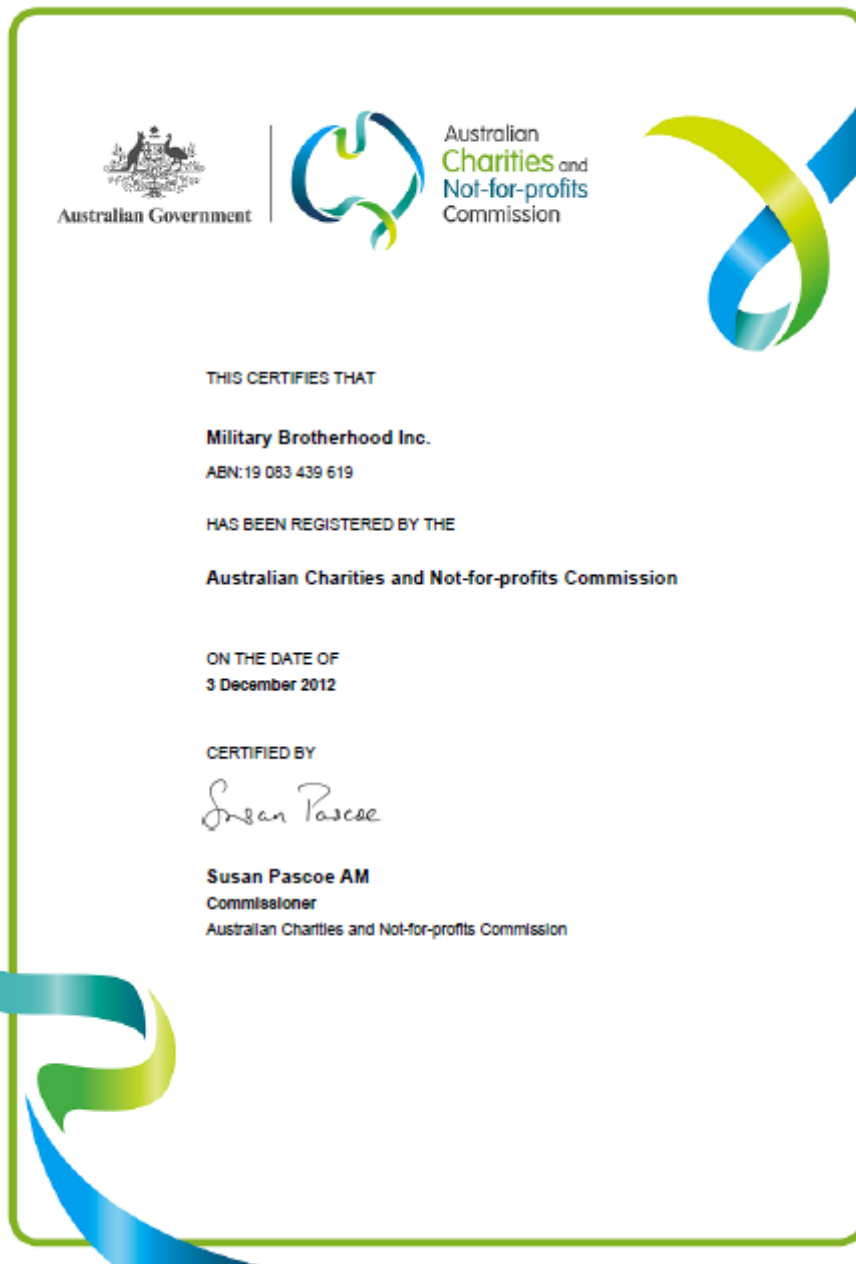 Australian Government
Australian
Charities and
Not-for-profits
Commission
THIS CERTIFIES THAT
Military Brotherhood Inc.
ABN:19 083 439 619
HAS BEEN REGISTERED BY THE
Australian Charities and Not-for-profits Commission
ON THE DATE OF
3 December 2012
CERTIFIED BY
Susan Pascoe
Susan Pascoe AM
Commissioner
Australian Charities and Not-for-profits Commission